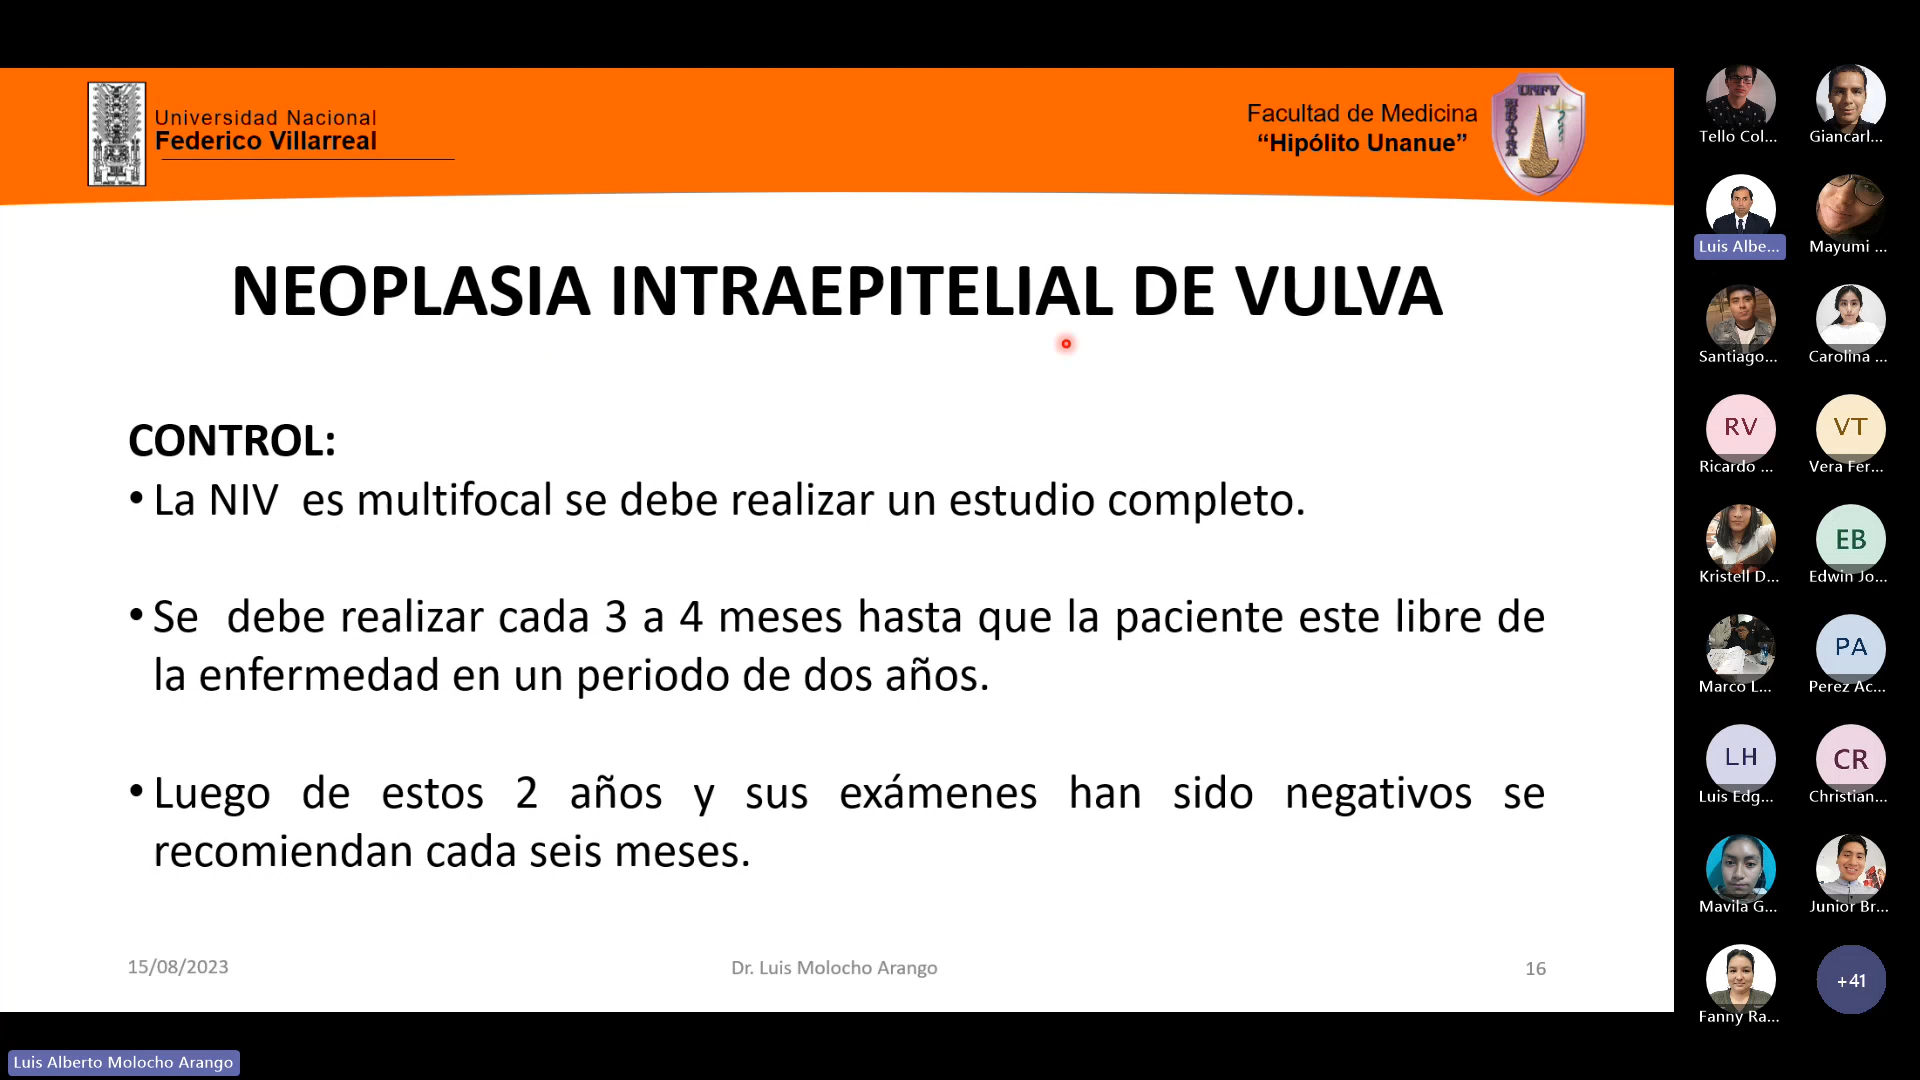 Universidad Nacional
Federico Villarreal
Facultad de Medicina
“Hipólito Unanue”
UNFV
NEOPLASIA INTRAEPITELIAL DE VULVA
CONTROL:
•La NIV  es multifocal se debe realizar un estudio completo.
•Se  debe realizar cada 3 a 4 meses hasta que la paciente este libre de
la enfermedad en un periodo de dos años.
•Luego de estos 2 años y sus exámenes han sido negativos se
recomiendan cada seis meses.
15/08/2023
Dr. Luis Molocho Arango
16
Tello Col...
Giancarl...
Luis Albe...
Mayumi ...
Santiago...
Carolina ...
RV
Ricardo ...
VT
Vera Fer...
Kristell D...
EB
Edwin Jo...
Marco L...
PA
Perez Ac...
LH
Luis Edg...
CR
Christian...
Mavila G...
Junior Br...
Fanny Ra...
+41
Luis Alberto Molocho Arango